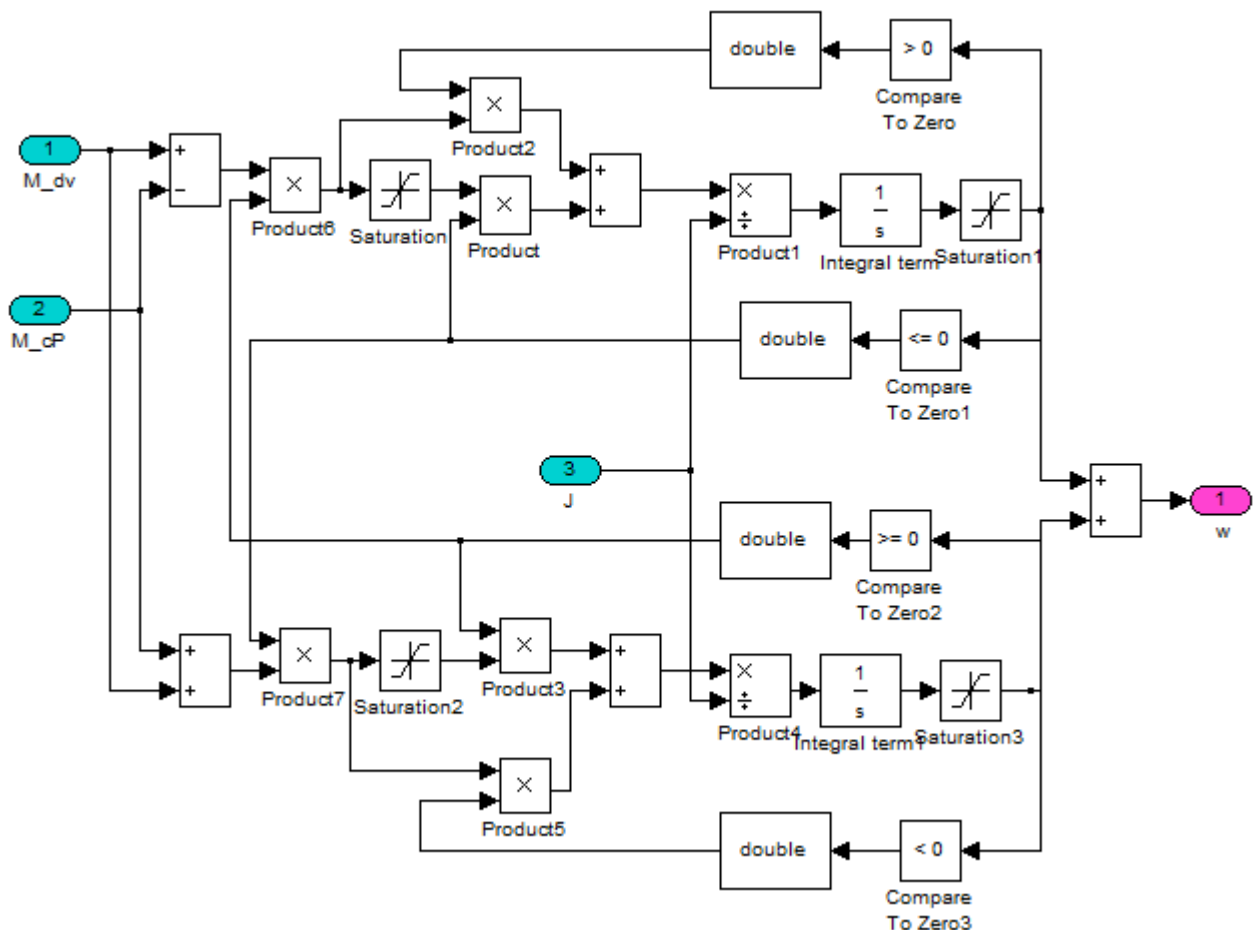 double
> 0
Compare
To Zero
×
Product2
1
M_dv
+
−
×
Product6
Saturation
×
Product
+
+
×
÷
Product1
1
s
Integral term
Saturation1
2
M_cP
double
<= 0
Compare
To Zero1
3
J
+
+
1
w
double
>= 0
Compare
To Zero2
+
+
×
Product7
Saturation2
×
Product3
+
+
×
÷
Product4
1
s
Integral term1
Saturation3
×
Product5
double
< 0
Compare
To Zero3